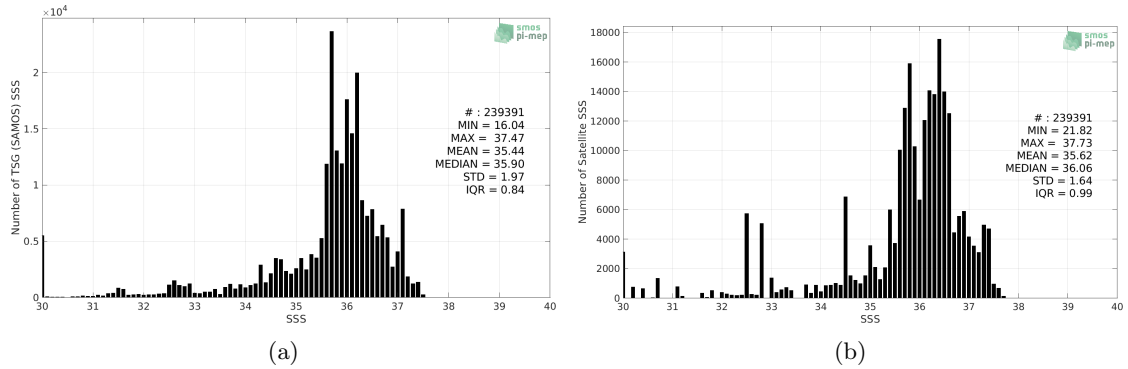 ×10⁴
2
1.5
1
0.5
0
Number of TSG (SAMOS) SSS
30 31 32 33 34 35 36 37 38 39 40
SSS
smos
pi-mep
# : 239391
MIN = 16.04
MAX = 37.47
MEAN = 35.44
MEDIAN = 35.90
STD = 1.97
IQR = 0.84
(a)
18000
16000
14000
12000
10000
8000
6000
4000
2000
0
Number of Satellite SSS
30 31 32 33 34 35 36 37 38 39 40
SSS
smos
pi-mep
# : 239391
MIN = 21.82
MAX = 37.73
MEAN = 35.62
MEDIAN = 36.06
STD = 1.64
IQR = 0.99
(b)